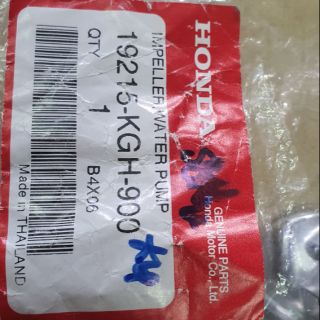 HONDA
GENUINE PARTS
Honda Motor Co., Ltd.
IMPELLER WATER PUMP
19215-KGH-900
QTY 1
B4X06
Made in THAILAND